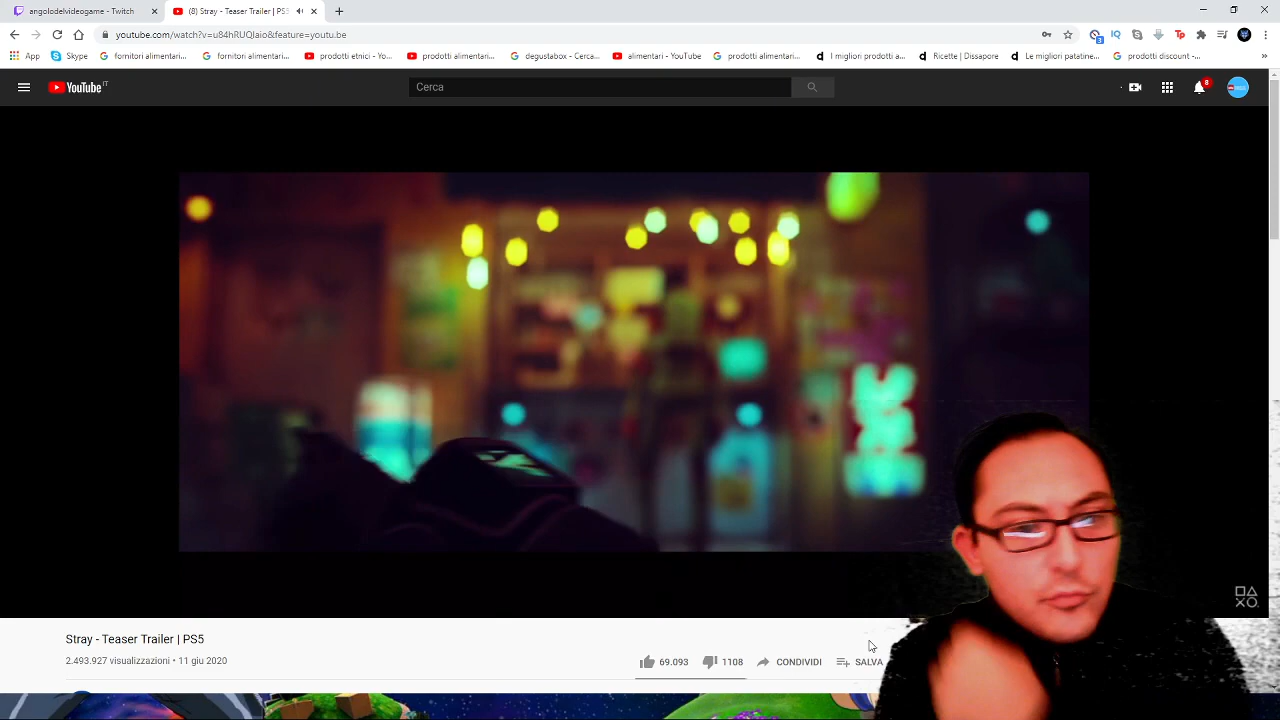 angolodelvideogame - Twitch
(8) Stray - Teaser Trailer | PS5
youtube.com/watch?v=u84hRUQlaio&feature=youtu.be
App
Skype
fornitori alimentari...
fornitori alimentari...
prodotti etnici - Yo...
prodotti alimentari...
prodotti alimentari...
degustabox - Cerca...
alimentari - YouTube
prodotti alimentari...
I migliori prodotti a...
Ricette | Dissapore
Le migliori patatine...
prodotti discount -...
YouTube IT
Cerca
8
Stray - Teaser Trailer | PS5
2.493.927 visualizzazioni • 11 giu 2020
69.093
1108
CONDIVIDI
SALVA